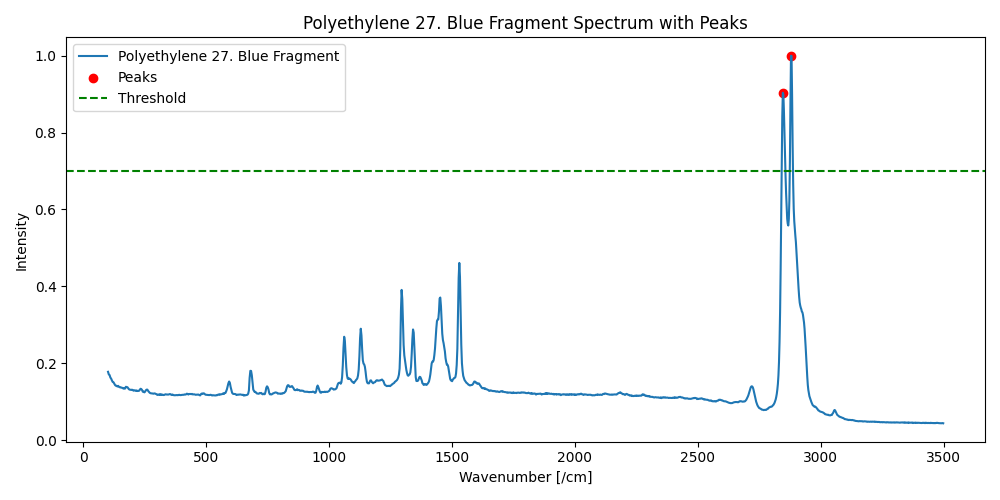 Polyethylene 27. Blue Fragment Spectrum with Peaks
Polyethylene 27. Blue Fragment
Peaks
Threshold
1.0
0.8
0.6
0.4
0.2
0.0
Intensity
0
500
1000
1500
2000
2500
3000
3500
Wavenumber [/cm]